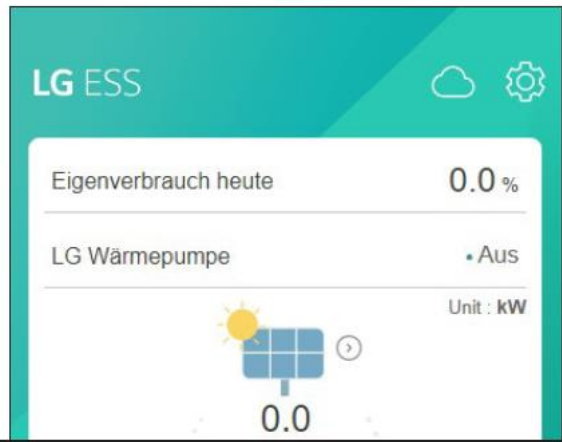 LG ESS
Eigenverbrauch heute 0.0 %
LG Wärmepumpe • Aus
Unit : kW
0.0